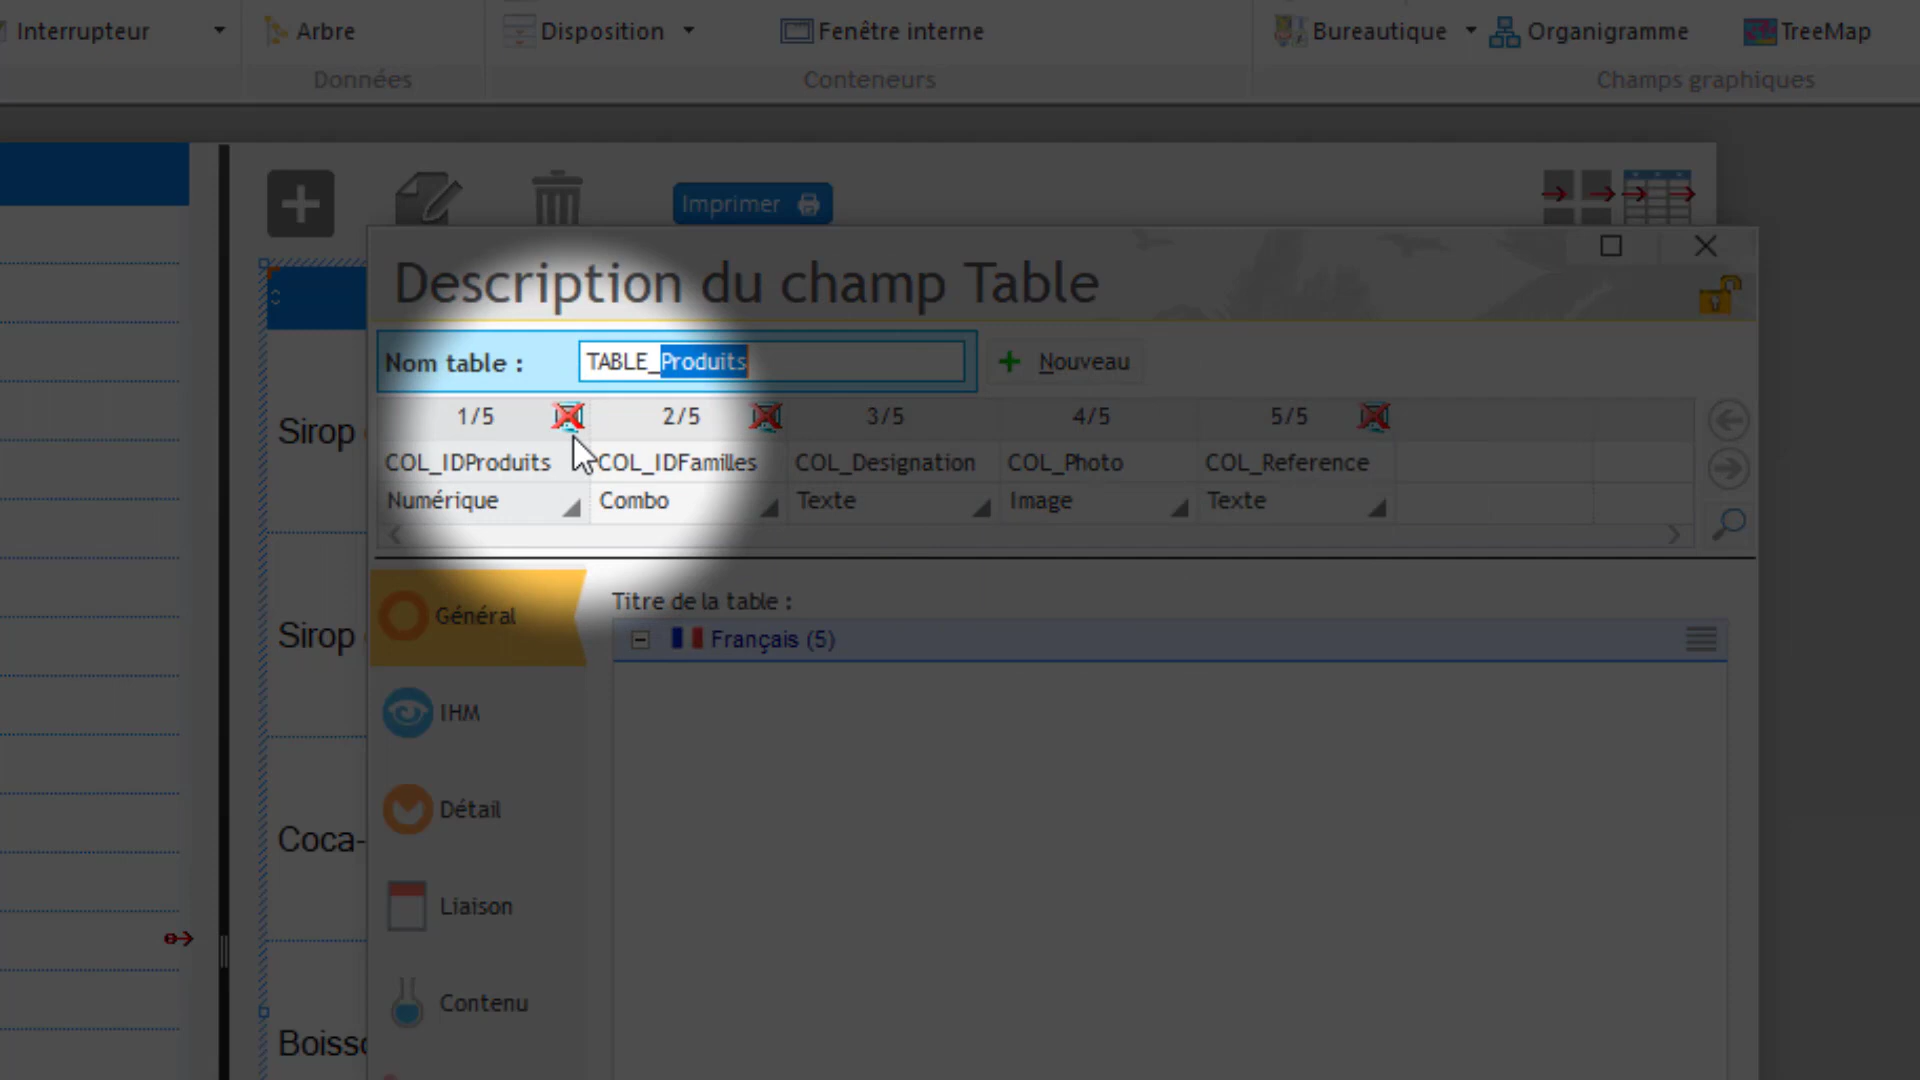 Interrupteur Arbre Disposition Fenêtre interne Bureautique Organigramme TreeMap
Données Conteneurs Champs graphiques
Imprimer
Description du champ Table
Nom table : TABLE_Produits Nouveau
1/5 2/5 3/5 4/5 5/5
COL_IDProduits COL_IDFamilles COL_Designation COL_Photo COL_Reference
Numérique Combo Texte Image Texte
Sirop
Général
Titre de la table :
Français (5)
Sirop
IHM
Détail
Coca-
Liaison
Contenu
Boisso